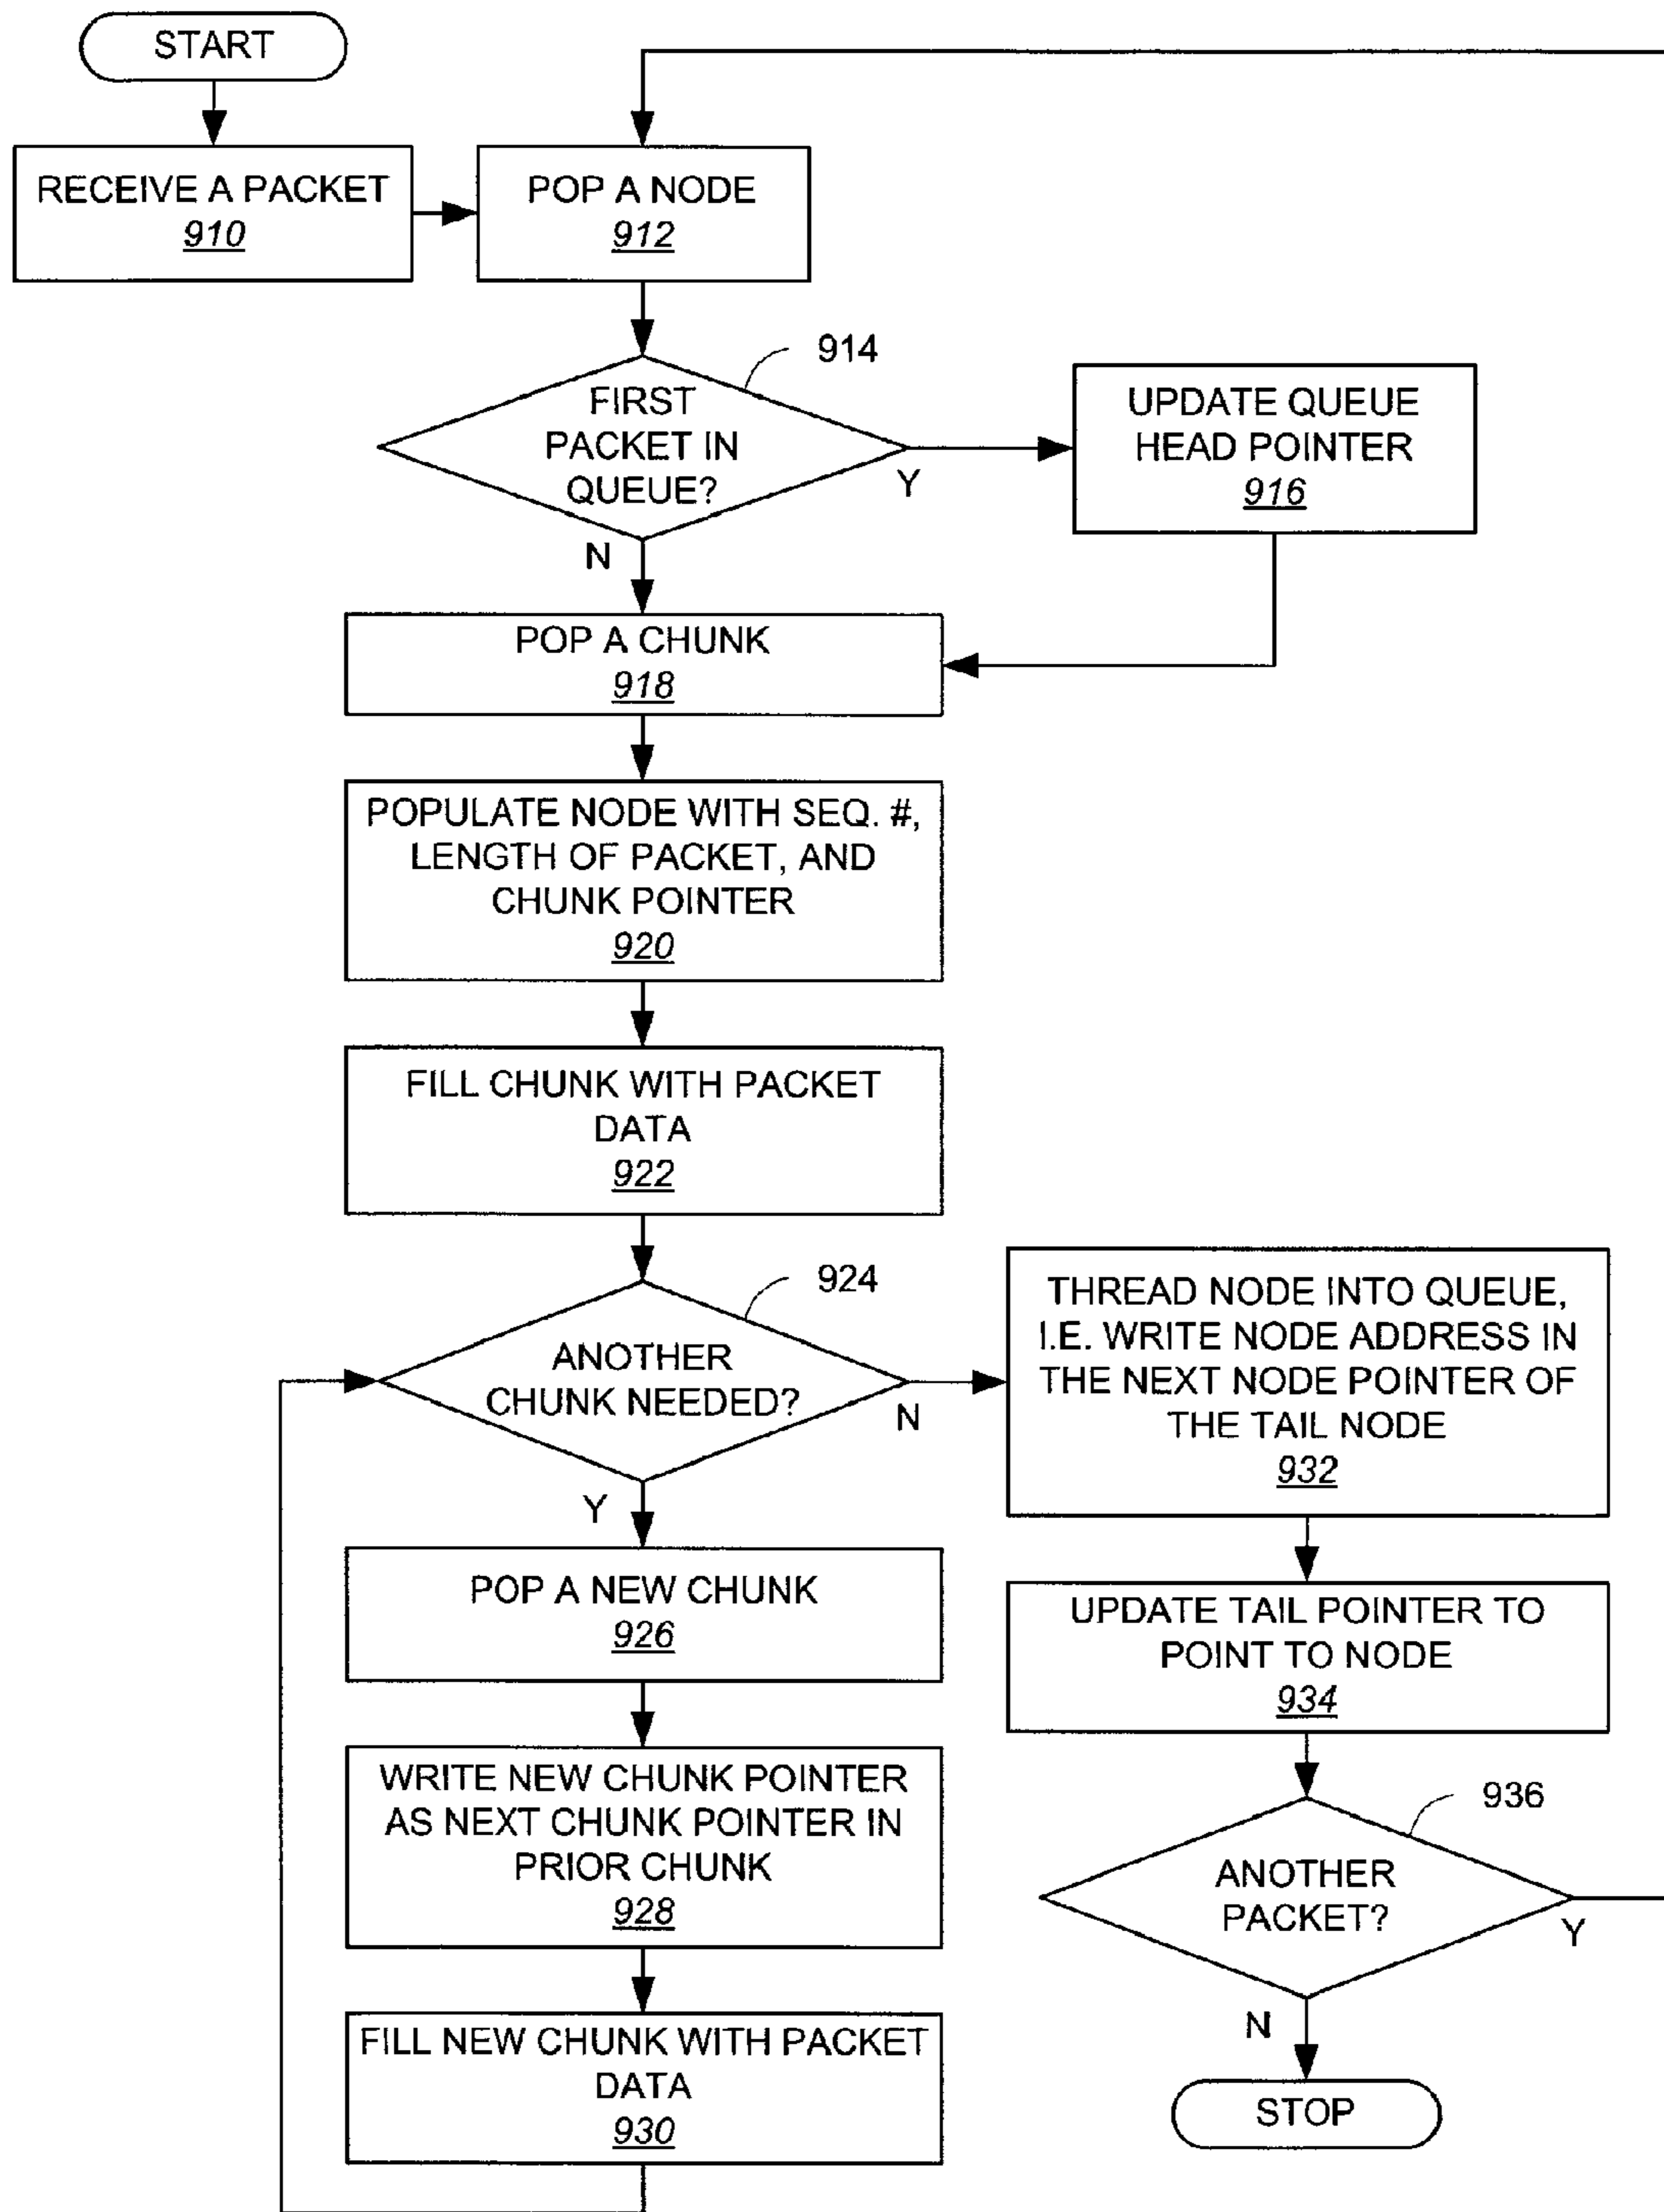 START
RECEIVE A PACKET
910
POP A NODE
912
914
FIRST
PACKET IN
QUEUE?
Y
N
UPDATE QUEUE
HEAD POINTER
916
POP A CHUNK
918
POPULATE NODE WITH SEQ. #,
LENGTH OF PACKET, AND
CHUNK POINTER
920
FILL CHUNK WITH PACKET
DATA
922
924
ANOTHER
CHUNK NEEDED?
N
Y
POP A NEW CHUNK
926
WRITE NEW CHUNK POINTER
AS NEXT CHUNK POINTER IN
PRIOR CHUNK
928
FILL NEW CHUNK WITH PACKET
DATA
930
THREAD NODE INTO QUEUE,
I.E. WRITE NODE ADDRESS IN
THE NEXT NODE POINTER OF
THE TAIL NODE
932
UPDATE TAIL POINTER TO
POINT TO NODE
934
936
ANOTHER
PACKET?
Y
N
STOP